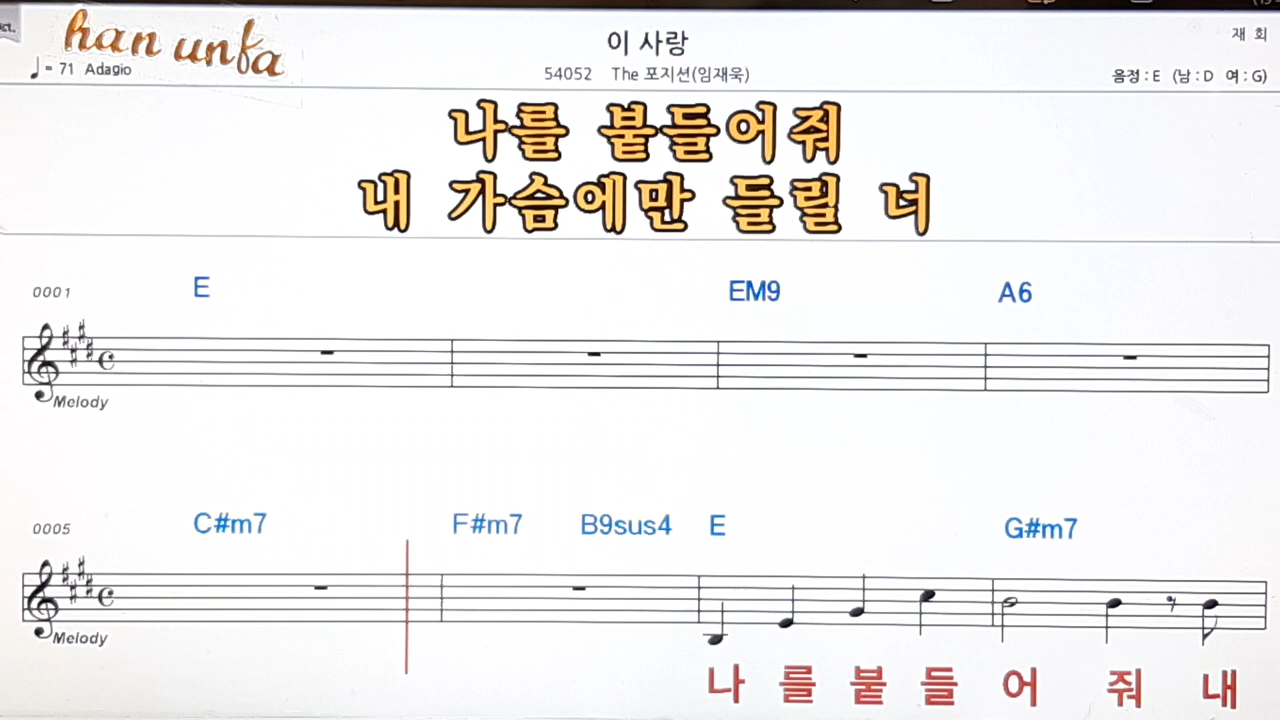 ct.
han unfa
이 사랑
재 회
♩= 71 Adagio
54052 The 포지션(임재욱)
음정 : E (남 : D 여 : G)
나를 붙들어줘
내 가슴에만 들릴 너
0001 E EM9 A6
Melody
0005 C#m7 F#m7 B9sus4 E G#m7
Melody
나 를 붙 들 어 줘 내